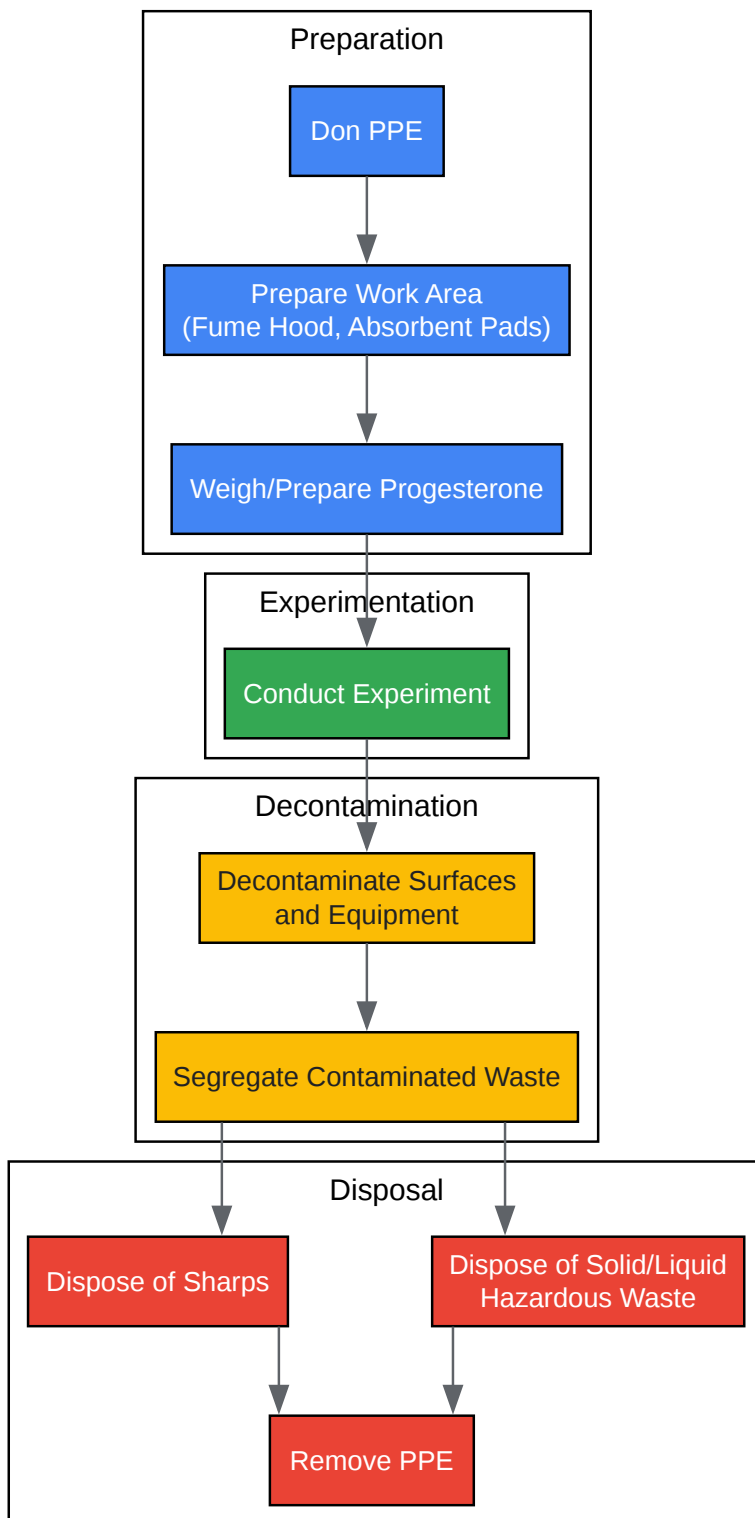 Preparation
Don PPE
Prepare Work Area
(Fume Hood, Absorbent Pads)
Weigh/Prepare Progesterone
Experimentation
Conduct Experiment
Decontamination
Decontaminate Surfaces
and Equipment
Segregate Contaminated Waste
Disposal
Dispose of Sharps
Dispose of Solid/Liquid
Hazardous Waste
Remove PPE